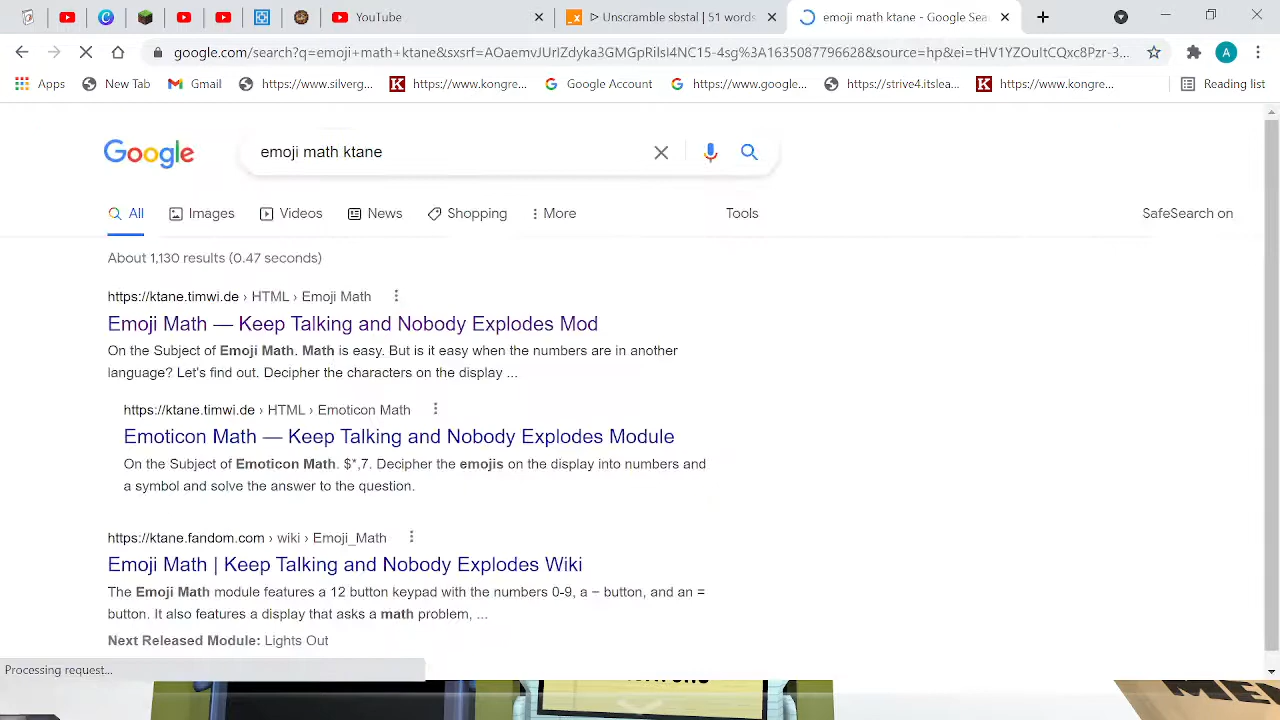 YouTube
Unscramble sbstal | 51 words
emoji math ktane - Google Sea
google.com/search?q=emoji+math+ktane&sxsrf=AOaemvJUrIZdyka3GMGpRilsI4NC15-4sg%3A1635087796628&source=hp&ei=tHV1YZOuItCQxc8Pzr-3...
A
Apps
New Tab
Gmail
https://www.silverg...
https://www.kongre...
Google Account
https://www.google...
https://strive4.itslea...
https://www.kongre...
Reading list
Google
emoji math ktane
All
Images
Videos
News
Shopping
More
Tools
SafeSearch on
About 1,130 results (0.47 seconds)
https://ktane.timwi.de › HTML › Emoji Math
Emoji Math — Keep Talking and Nobody Explodes Mod
On the Subject of Emoji Math. Math is easy. But is it easy when the numbers are in another
language? Let's find out. Decipher the characters on the display ...
https://ktane.timwi.de › HTML › Emoticon Math
Emoticon Math — Keep Talking and Nobody Explodes Module
On the Subject of Emoticon Math. $*,7. Decipher the emojis on the display into numbers and
a symbol and solve the answer to the question.
https://ktane.fandom.com › wiki › Emoji_Math
Emoji Math | Keep Talking and Nobody Explodes Wiki
The Emoji Math module features a 12 button keypad with the numbers 0-9, a − button, and an =
button. It also features a display that asks a math problem, ...
Next Released Module: Lights Out
Processing request...